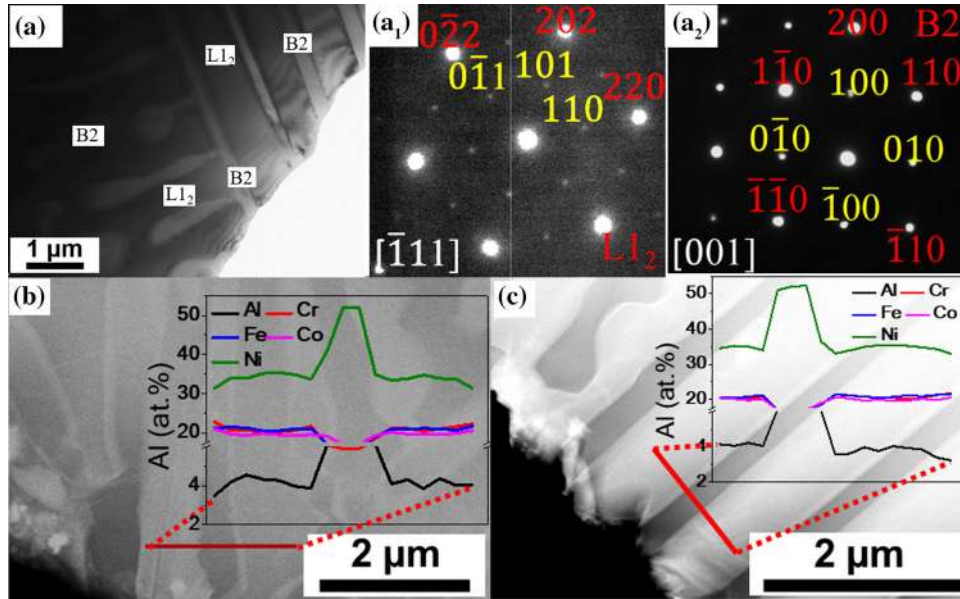 (a)
L1₂
B2
B2
B2
L1₂
1 μm
(a₁)
02̄2
202
01̄1
101
220
110
[1̄11]
L1₂
(a₂)
200
B2
11̄0
100
110
01̄0
010
1̄1̄0
1̄00
[001]
1̄10
(b)
Al (at.%)
50
40
30
20
4
2
Al
Cr
Fe
Co
Ni
2 μm
(c)
Al (at.%)
50
40
30
20
4
2
Al
Cr
Fe
Co
Ni
2 μm